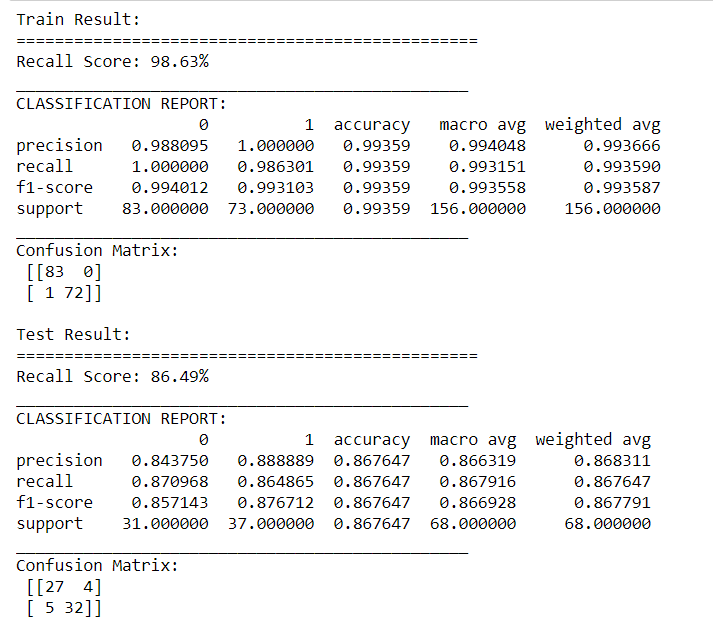 Train Result:
================================================
Recall Score: 98.63%
_______________________________________________
CLASSIFICATION REPORT:
                   0          1  accuracy   macro avg  weighted avg
precision   0.988095   1.000000   0.99359    0.994048      0.993666
recall      1.000000   0.986301   0.99359    0.993151      0.993590
f1-score    0.994012   0.993103   0.99359    0.993558      0.993587
support    83.000000  73.000000   0.99359  156.000000    156.000000
_______________________________________________
Confusion Matrix:
 [[83  0]
 [ 1 72]]

Test Result:
================================================
Recall Score: 86.49%
_______________________________________________
CLASSIFICATION REPORT:
                   0          1  accuracy  macro avg  weighted avg
precision   0.843750   0.888889  0.867647   0.866319      0.868311
recall      0.870968   0.864865  0.867647   0.867916      0.867647
f1-score    0.857143   0.876712  0.867647   0.866928      0.867791
support    31.000000  37.000000  0.867647  68.000000     68.000000
_______________________________________________
Confusion Matrix:
 [[27  4]
 [ 5 32]]